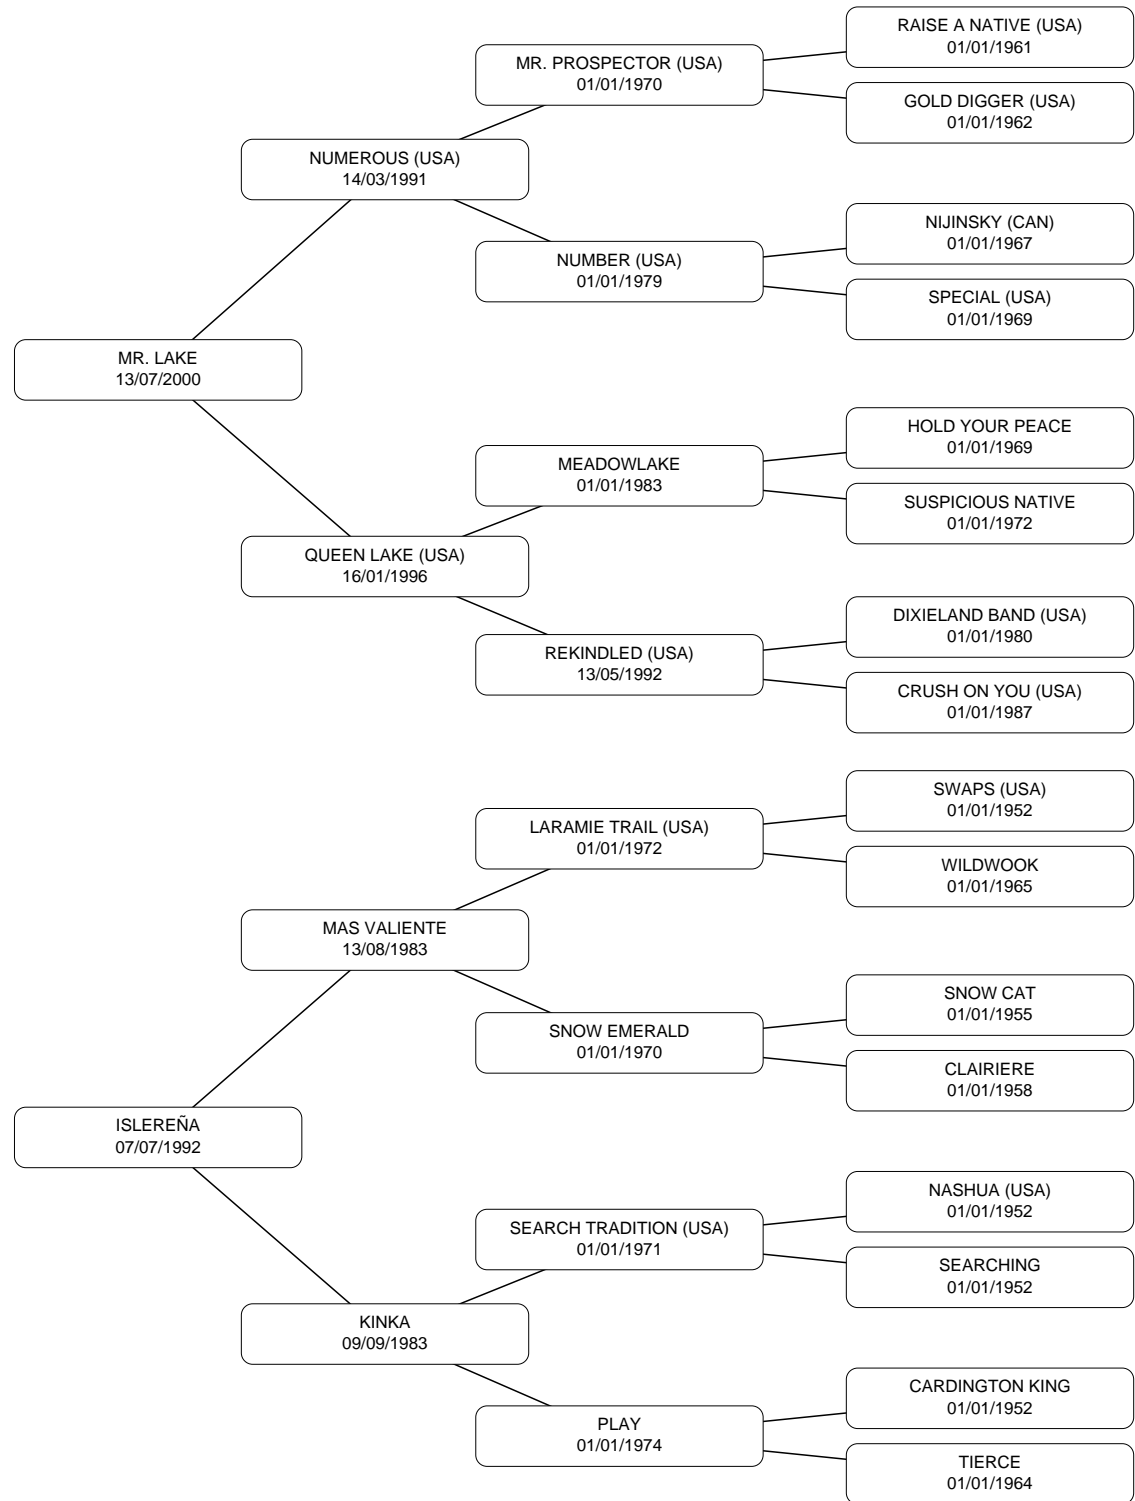 RAISE A NATIVE (USA)
01/01/1961
MR. PROSPECTOR (USA)
01/01/1970
GOLD DIGGER (USA)
01/01/1962
NUMEROUS (USA)
14/03/1991
NIJINSKY (CAN)
01/01/1967
NUMBER (USA)
01/01/1979
SPECIAL (USA)
01/01/1969
MR. LAKE
13/07/2000
HOLD YOUR PEACE
01/01/1969
MEADOWLAKE
01/01/1983
SUSPICIOUS NATIVE
01/01/1972
QUEEN LAKE (USA)
16/01/1996
DIXIELAND BAND (USA)
01/01/1980
REKINDLED (USA)
13/05/1992
CRUSH ON YOU (USA)
01/01/1987
SWAPS (USA)
01/01/1952
LARAMIE TRAIL (USA)
01/01/1972
WILDWOOK
01/01/1965
MAS VALIENTE
13/08/1983
SNOW CAT
01/01/1955
SNOW EMERALD
01/01/1970
CLAIRIERE
01/01/1958
ISLEREÑA
07/07/1992
NASHUA (USA)
01/01/1952
SEARCH TRADITION (USA)
01/01/1971
SEARCHING
01/01/1952
KINKA
09/09/1983
CARDINGTON KING
01/01/1952
PLAY
01/01/1974
TIERCE
01/01/1964